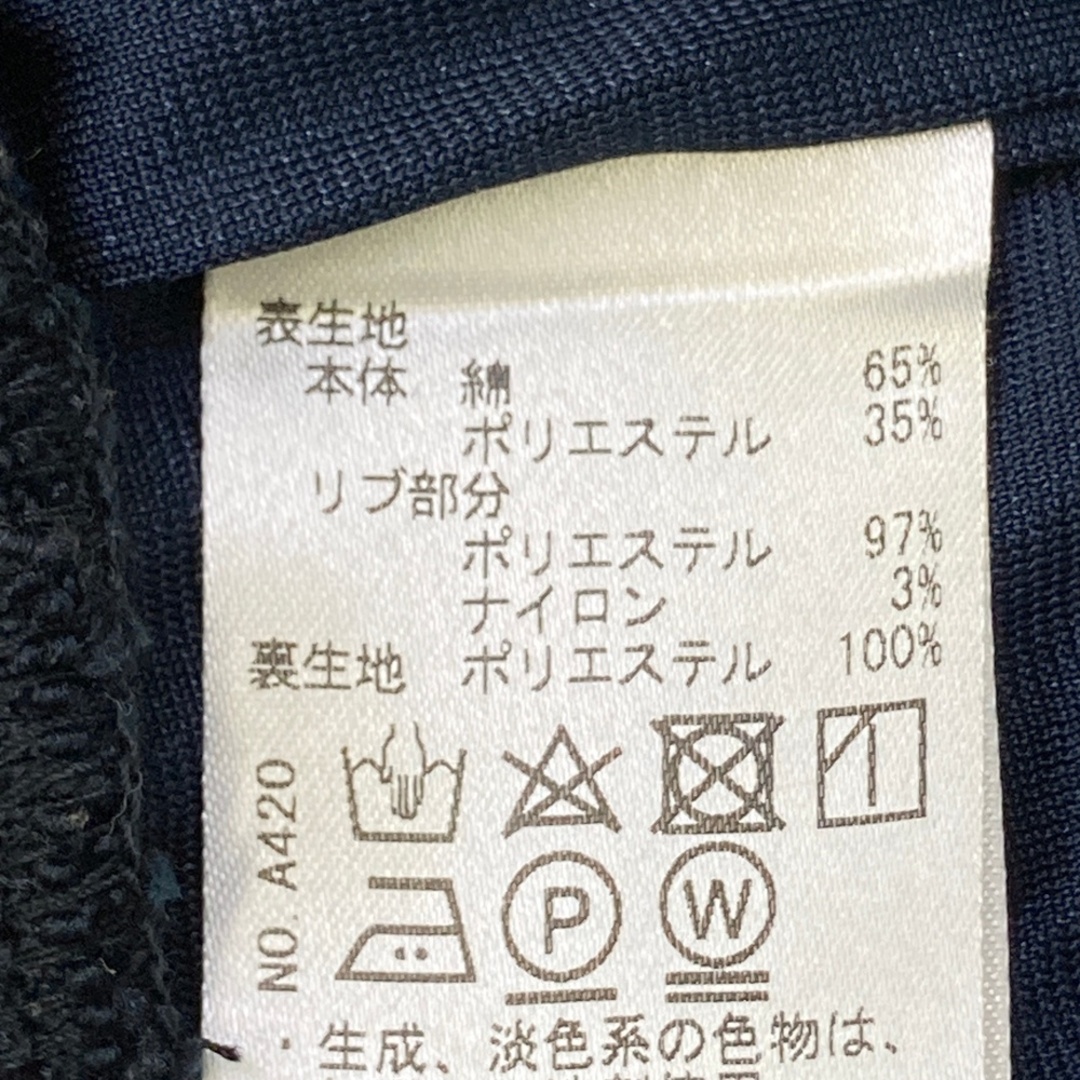 表生地
本体 綿 65%
ポリエステル 35%
リブ部分
ポリエステル 97%
ナイロン 3%
裏生地 ポリエステル 100%
NO. A420
P W
・生成、淡色系の色物は、